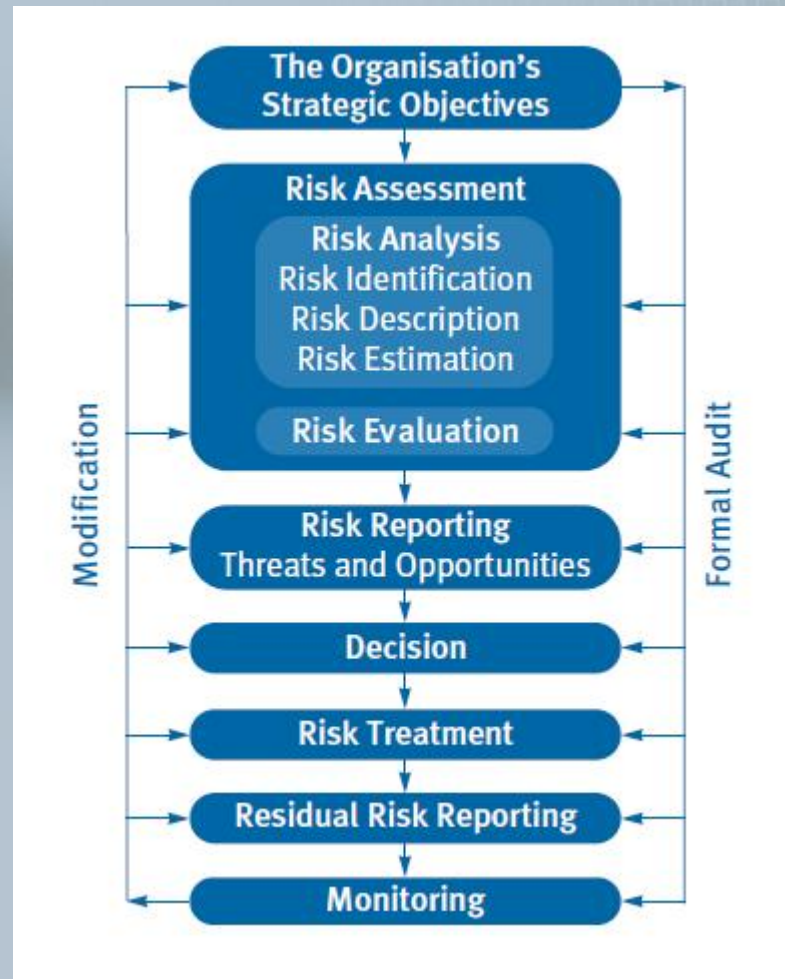 The Organisation's
Strategic Objectives
Risk Assessment
Risk Analysis
Risk Identification
Risk Description
Risk Estimation
Risk Evaluation
Risk Reporting
Threats and Opportunities
Decision
Risk Treatment
Residual Risk Reporting
Monitoring
Modification
Formal Audit